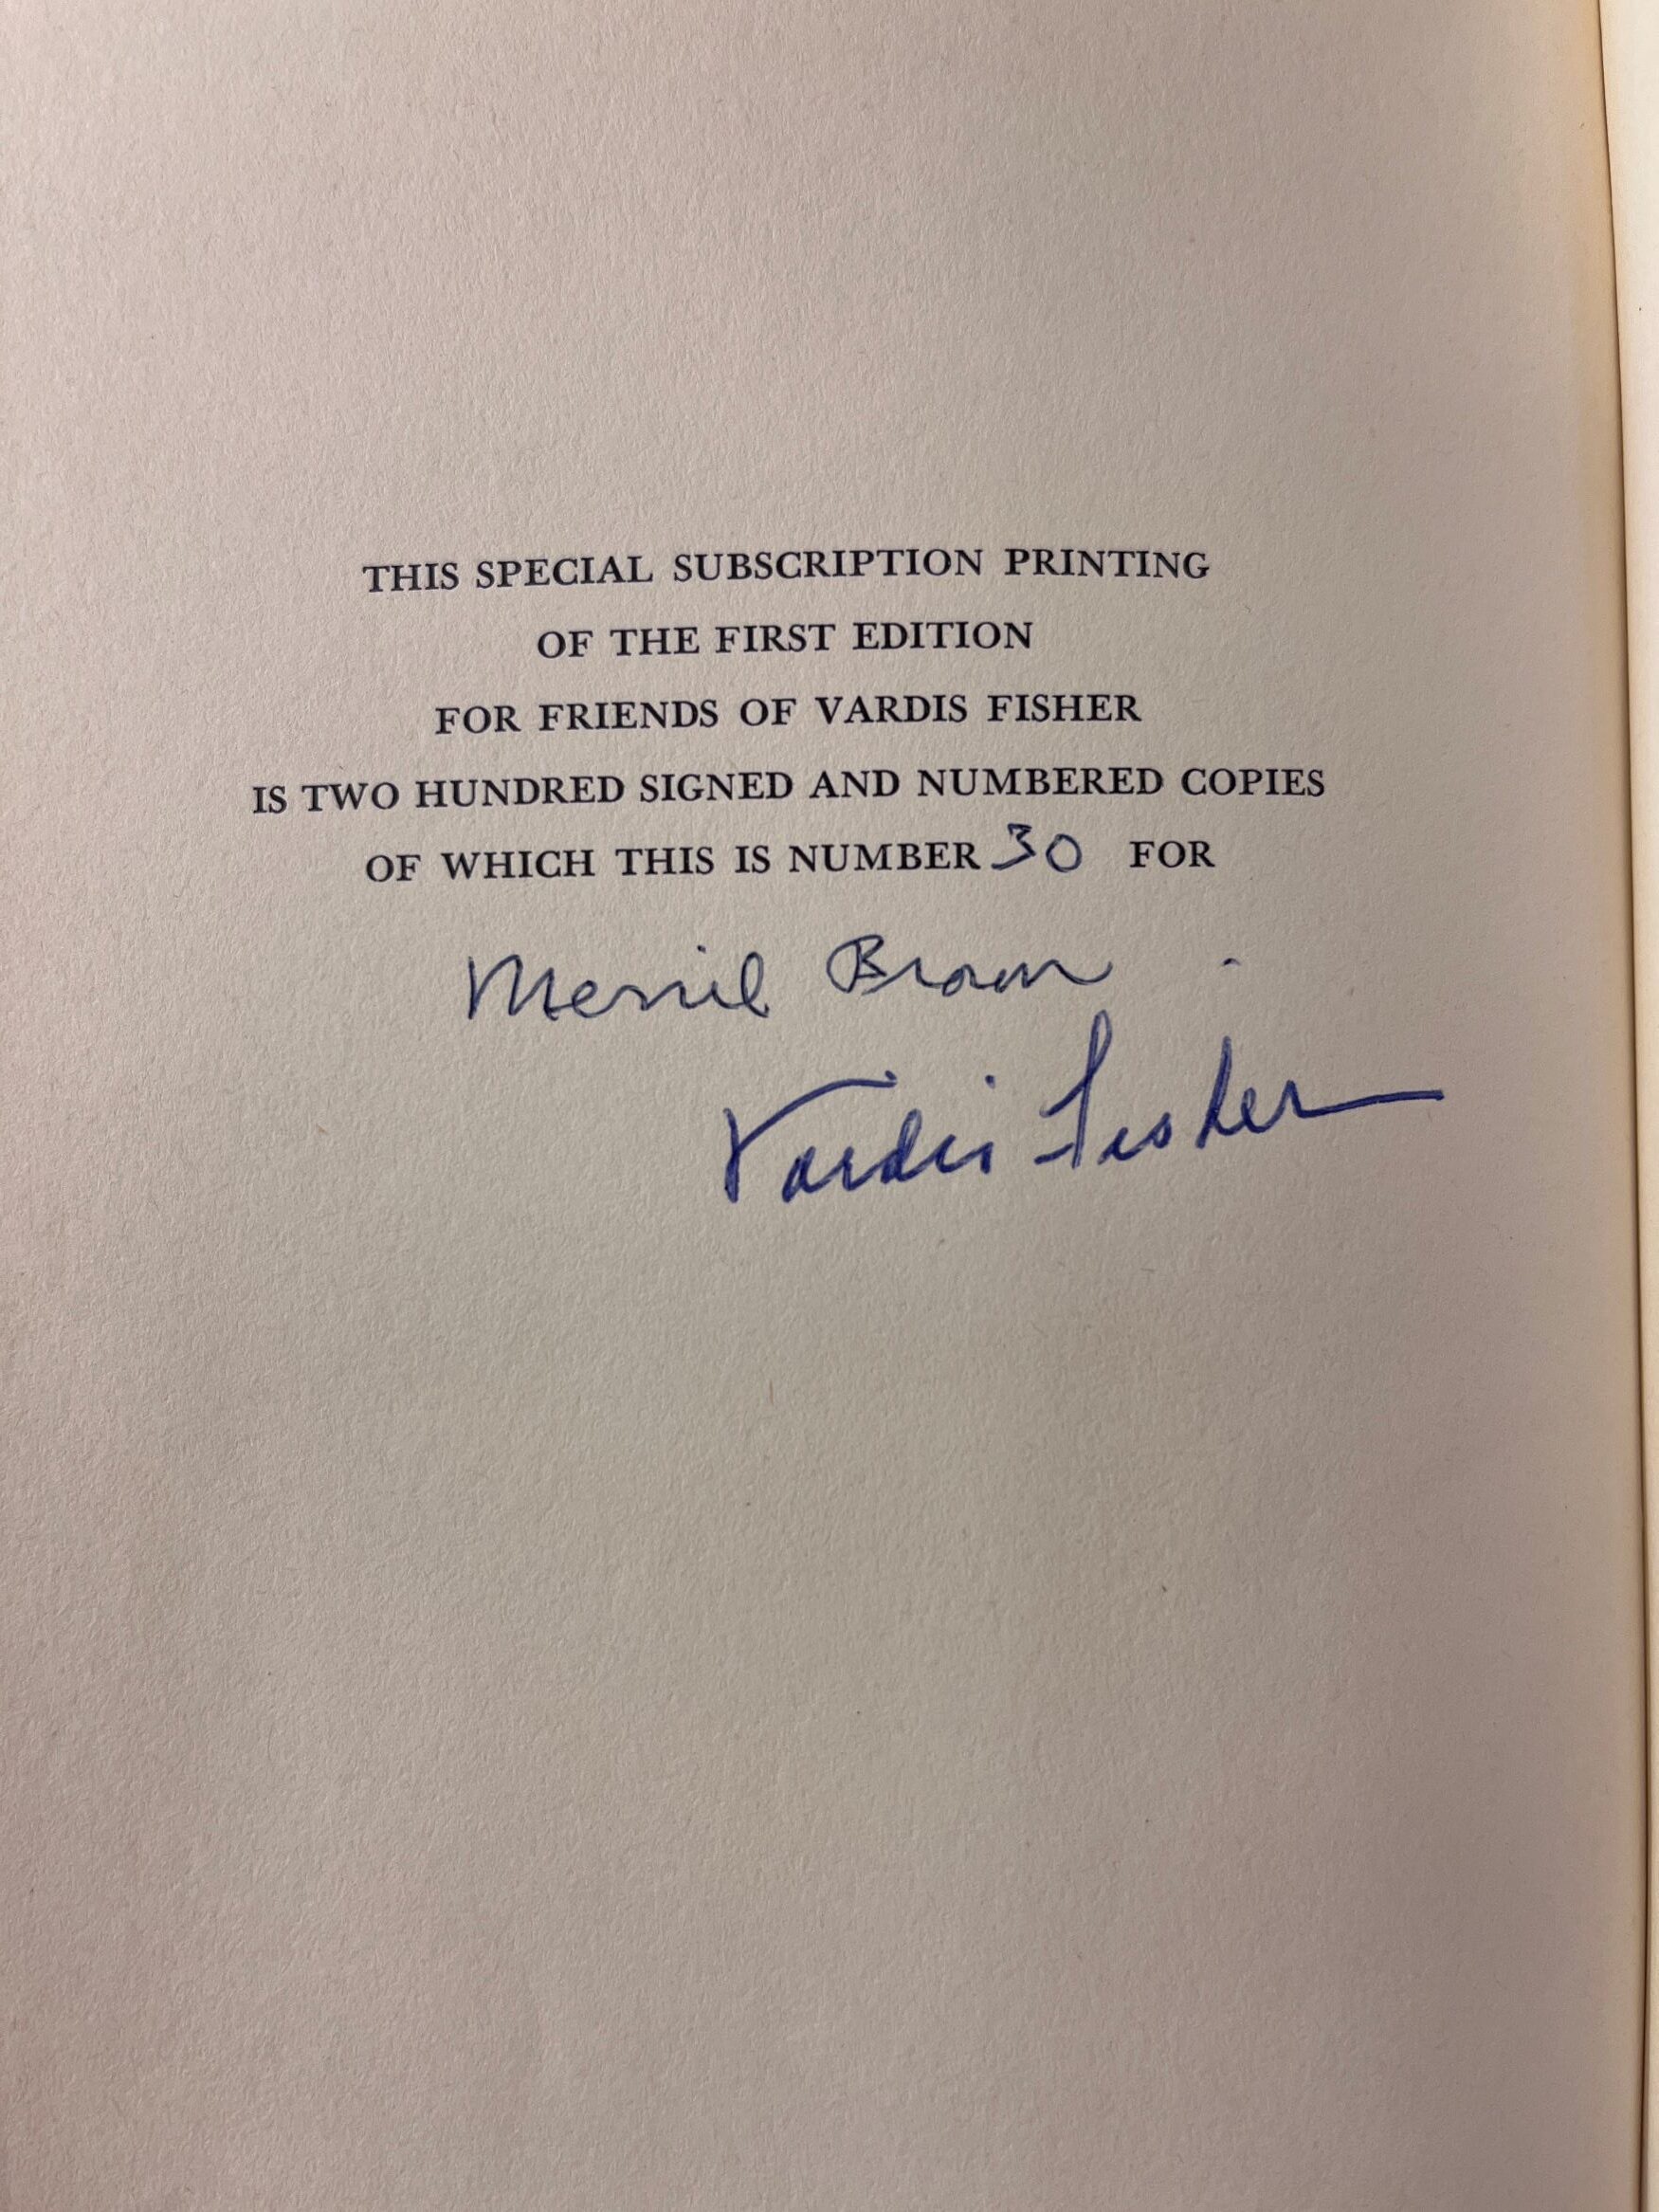 THIS SPECIAL SUBSCRIPTION PRINTING
OF THE FIRST EDITION
FOR FRIENDS OF VARDIS FISHER
IS TWO HUNDRED SIGNED AND NUMBERED COPIES
OF WHICH THIS IS NUMBER 30 FOR
Merril Brown
Vardis Fisher